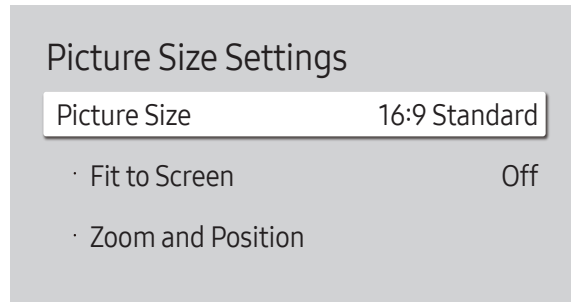 Picture Size Settings
Picture Size 16:9 Standard
· Fit to Screen Off
· Zoom and Position